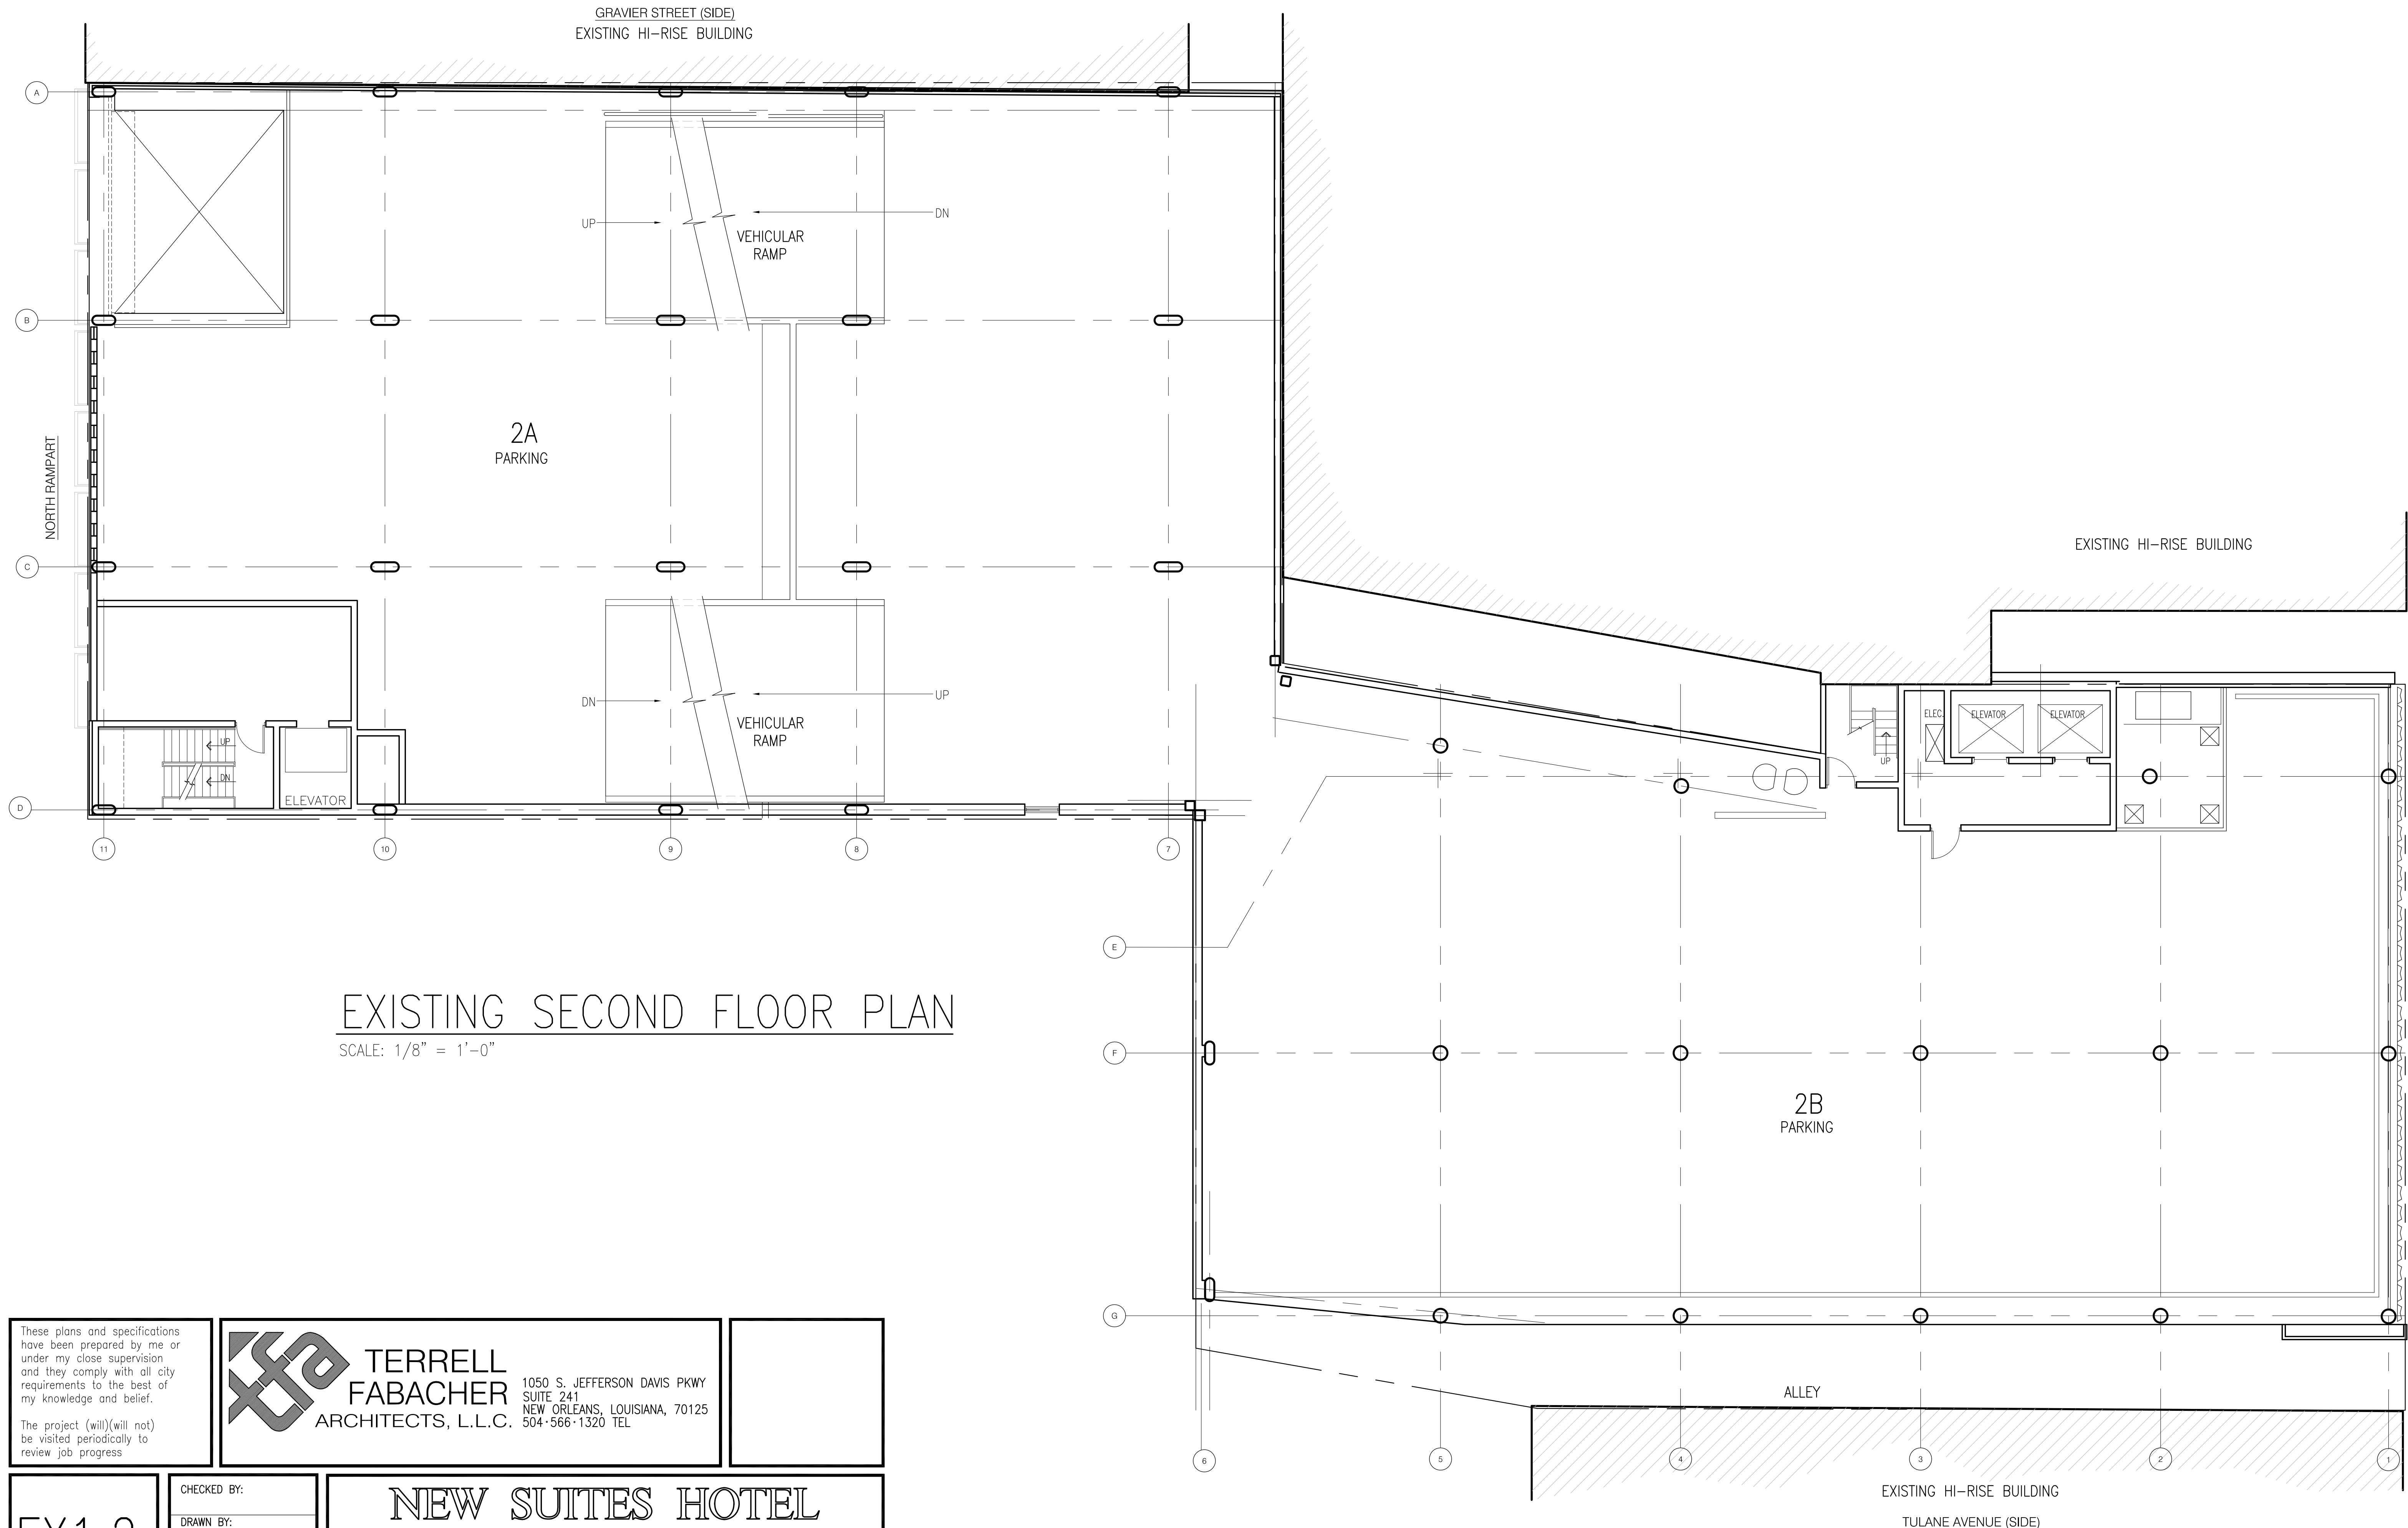 GRAVIER STREET (SIDE)
EXISTING HI-RISE BUILDING
A
UP
DN
VEHICULAR
RAMP
B
2A
PARKING
NORTH RAMPART
EXISTING HI-RISE BUILDING
C
DN
UP
VEHICULAR
RAMP
UP
DN
ELEVATOR
ELEC.
ELEVATOR
ELEVATOR
UP
D
11
10
9
8
7
E
EXISTING SECOND FLOOR PLAN
SCALE: 1/8" = 1'-0"
F
2B
PARKING
G
ALLEY
6
5
4
3
2
1
EXISTING HI-RISE BUILDING
TULANE AVENUE (SIDE)
These plans and specifications
have been prepared by me or
under my close supervision
and they comply with all city
requirements to the best of
my knowledge and belief.
The project (will)(will not)
be visited periodically to
review job progress
tfa
TERRELL
FABACHER
ARCHITECTS, L.L.C.
1050 S. JEFFERSON DAVIS PKWY
SUITE 241
NEW ORLEANS, LOUISIANA, 70125
504·566·1320 TEL
CHECKED BY:
DRAWN BY:
NEW SUITES HOTEL